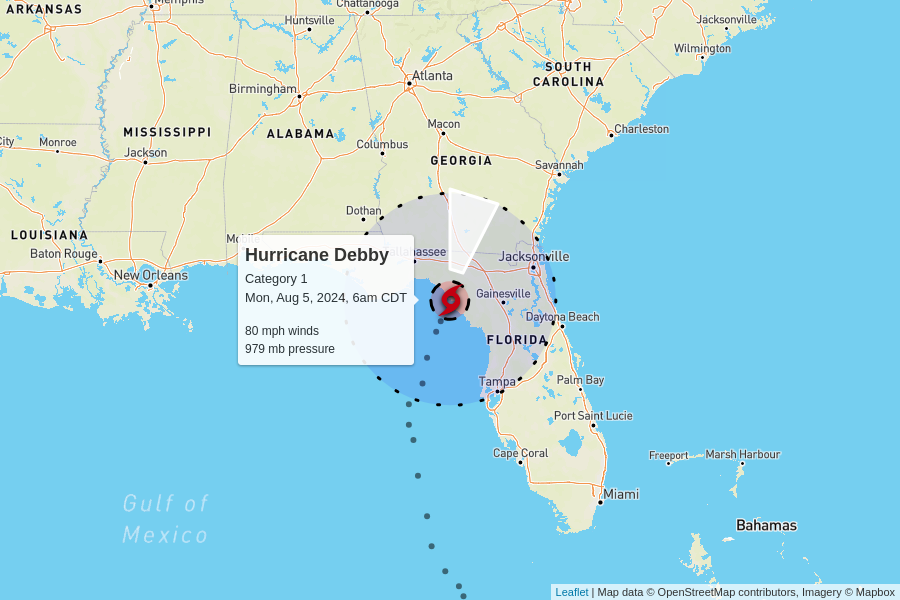 ARKANSAS
Memphis
Huntsville
Chattanooga
Jacksonville
Wilmington
SOUTH
CAROLINA
Atlanta
Birmingham
Macon
MISSISSIPPI
ALABAMA
Charleston
City
Monroe
Jackson
Columbus
GEORGIA
Savannah
Dothan
LOUISIANA
Mobile
Baton Rouge
New Orleans
Tallahassee
Jacksonville
Hurricane Debby
Category 1
Mon, Aug 5, 2024, 6am CDT
80 mph winds
979 mb pressure
Gainesville
Daytona Beach
FLORIDA
Tampa
Palm Bay
Port Saint Lucie
Cape Coral
Freeport
Marsh Harbour
Miami
Gulf of
Mexico
Bahamas
Leaflet | Map data © OpenStreetMap contributors, Imagery © Mapbox